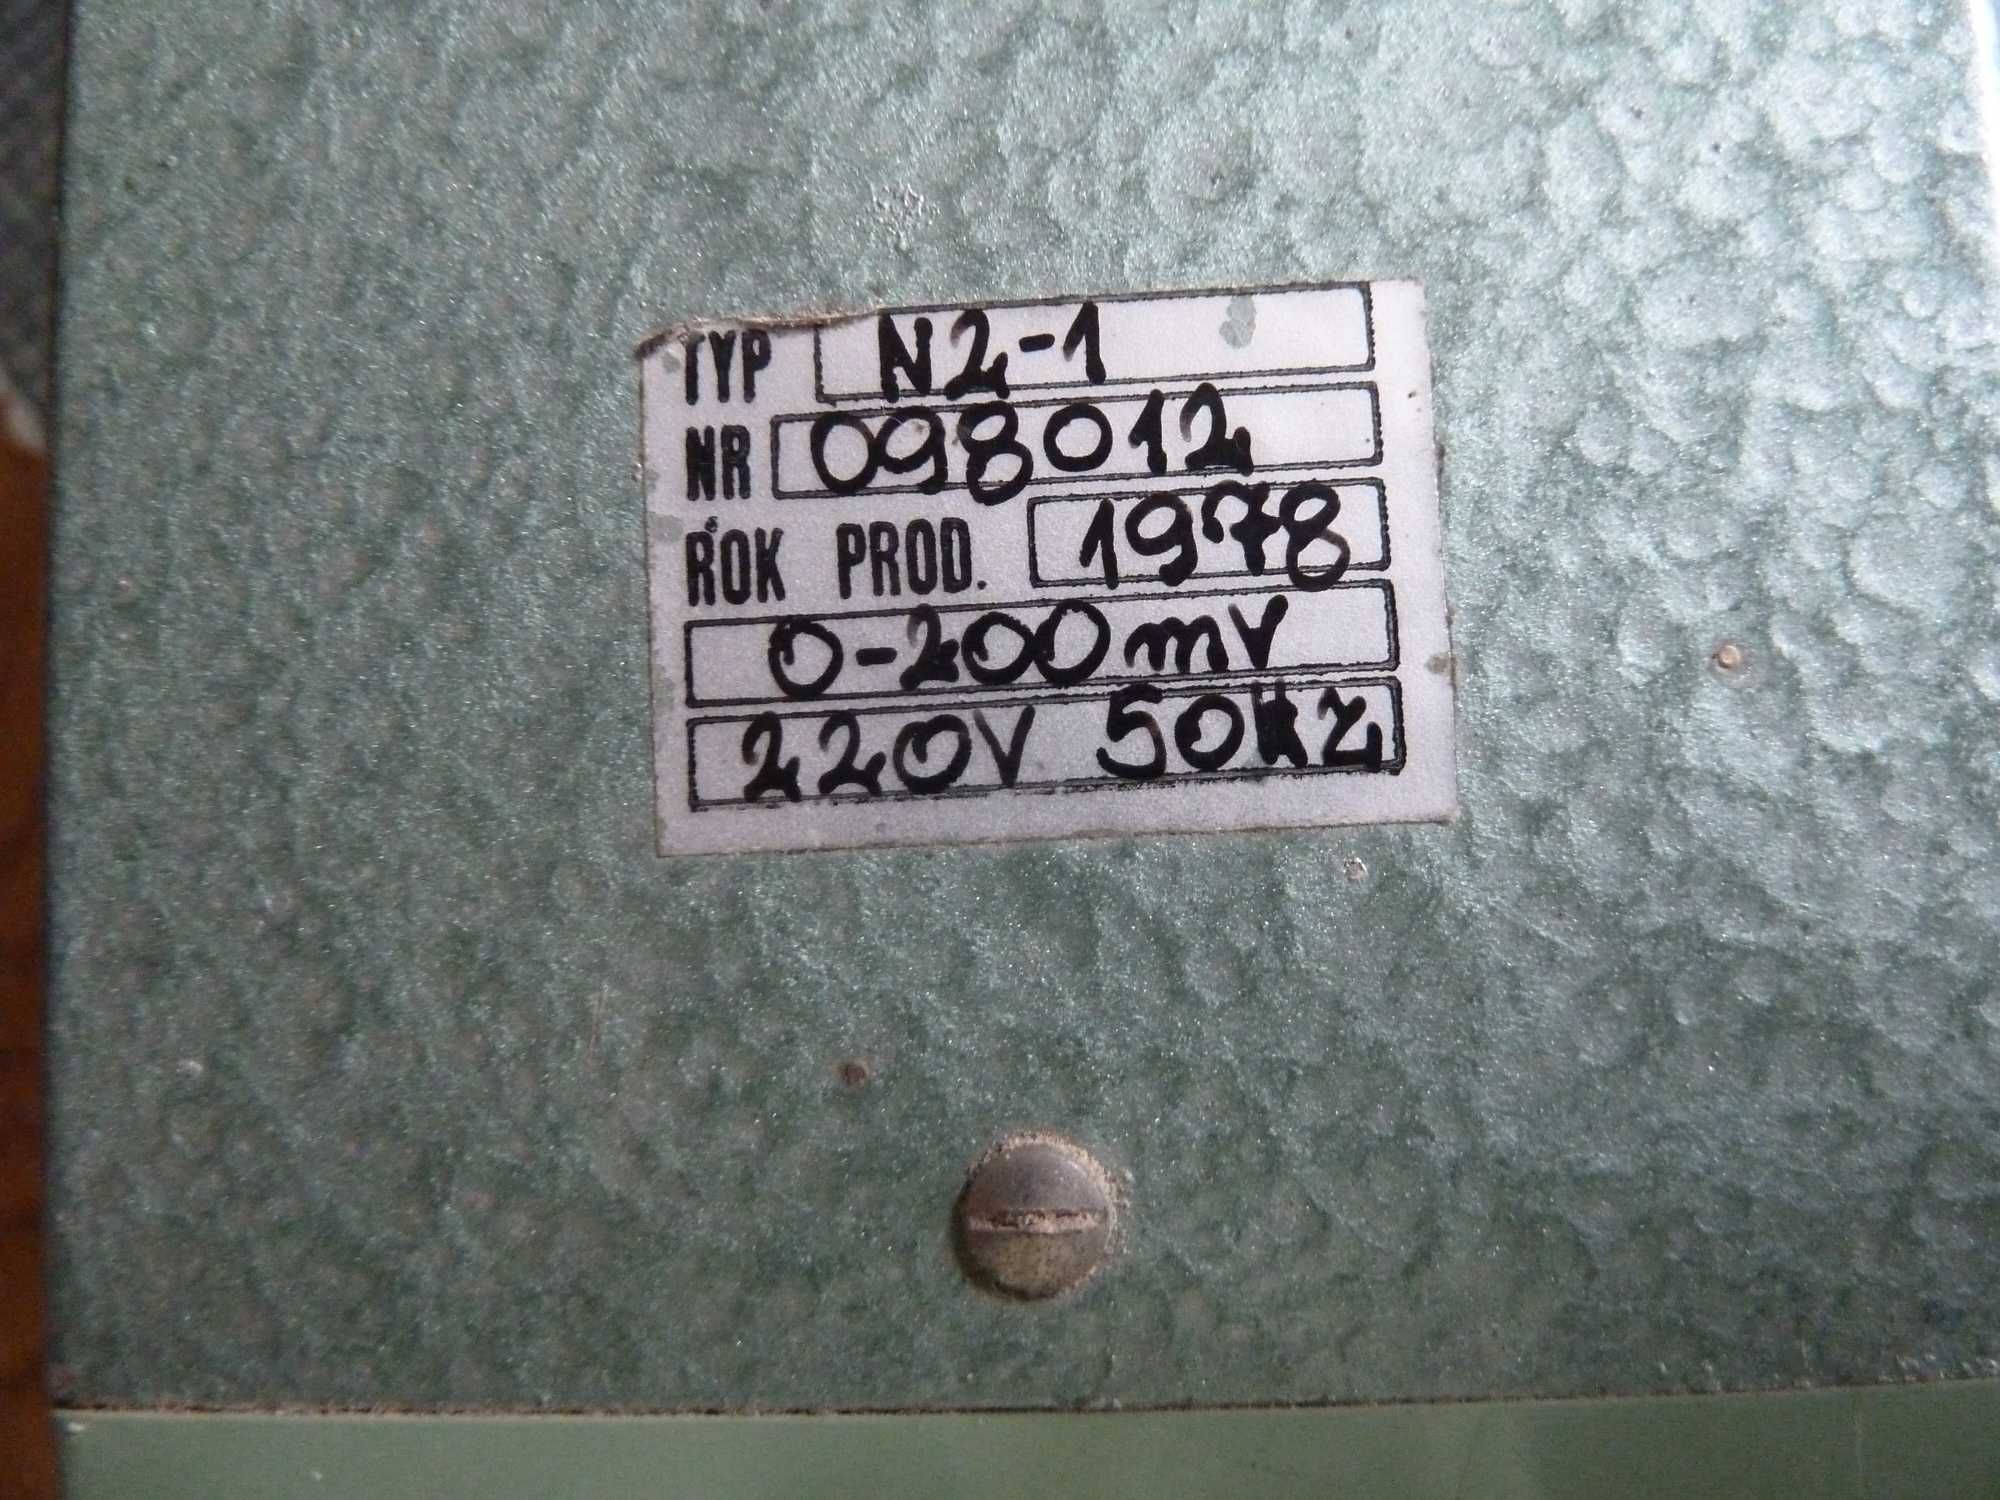 TYP N2-1
NR 098012
ROK PROD. 1978
0-200mV
220V 50Hz